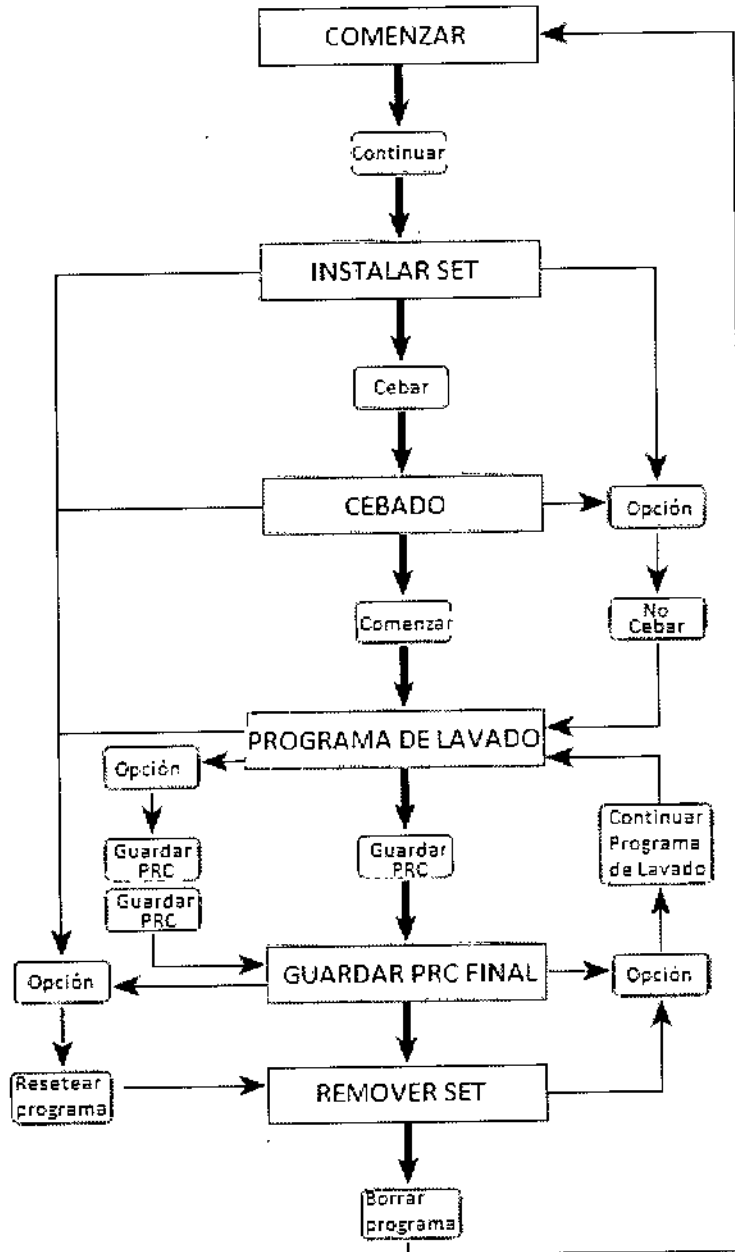 COMENZAR
Continuar
INSTALAR SET
Cebar
CEBADO
Opción
Comenzar
No
Cebar
PROGRAMA DE LAVADO
Opción
Guardar
PRC
Guardar
PRC
Guardar
PRC
Continuar
Programa
de Lavado
Opción
GUARDAR PRC FINAL
Opción
Resetear
programa
REMOVER SET
Borrar
programa